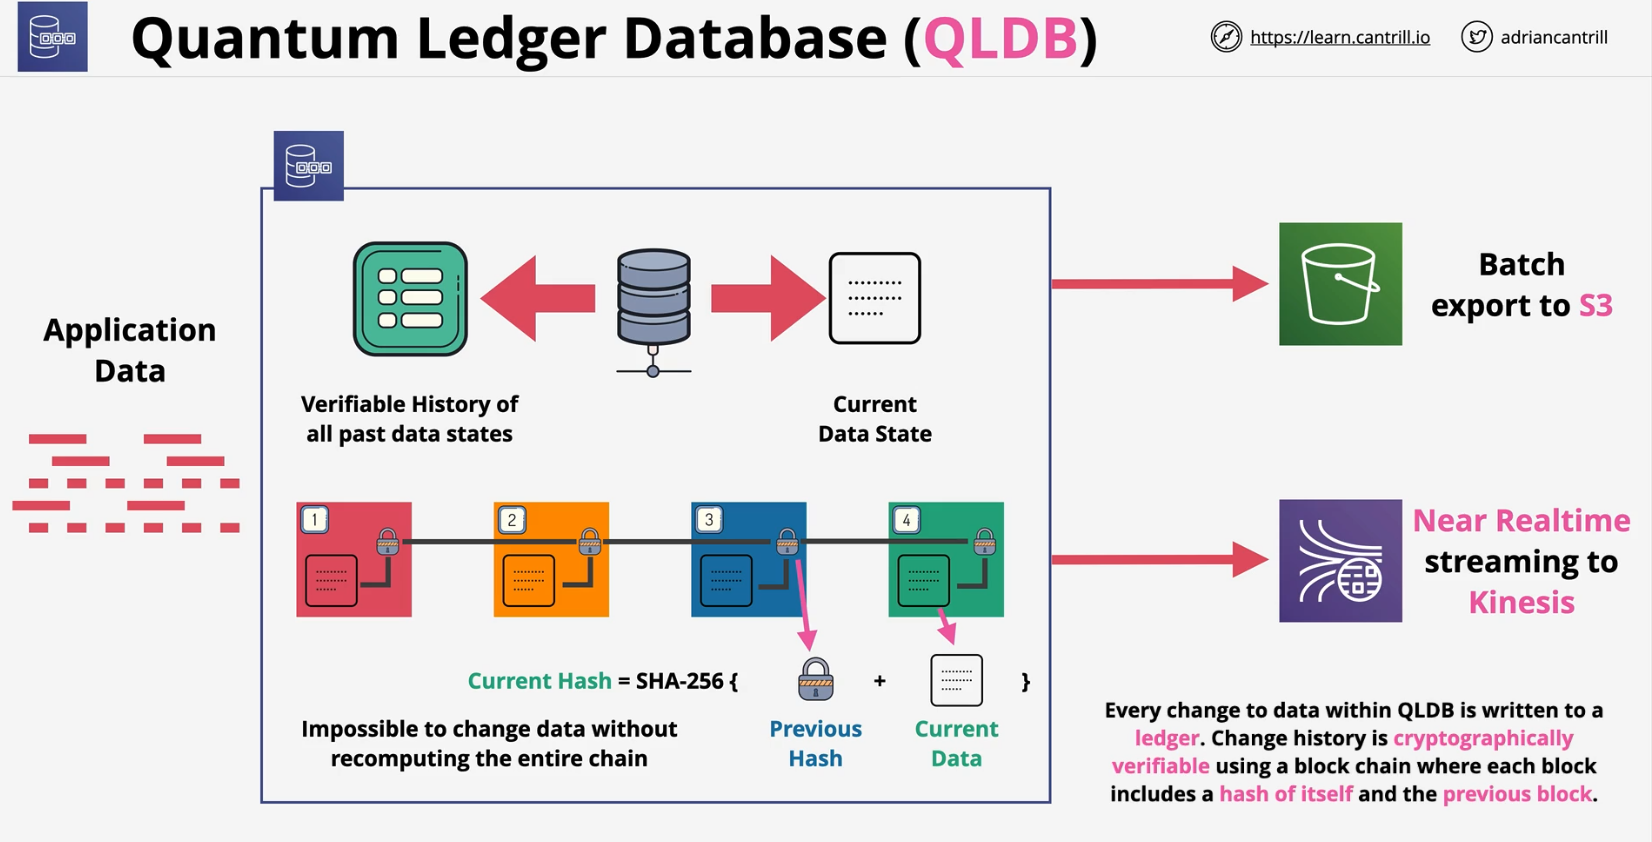 Quantum Ledger Database (QLDB)
https://learn.cantrill.io
adriancantrill
Application
Data
Verifiable History of
all past data states
Current
Data State
1
2
3
4
Current Hash = SHA-256 { + }
Previous
Hash
Current
Data
Impossible to change data without
recomputing the entire chain
Batch
export to S3
Near Realtime
streaming to
Kinesis
Every change to data within QLDB is written to a
ledger. Change history is cryptographically
verifiable using a block chain where each block
includes a hash of itself and the previous block.